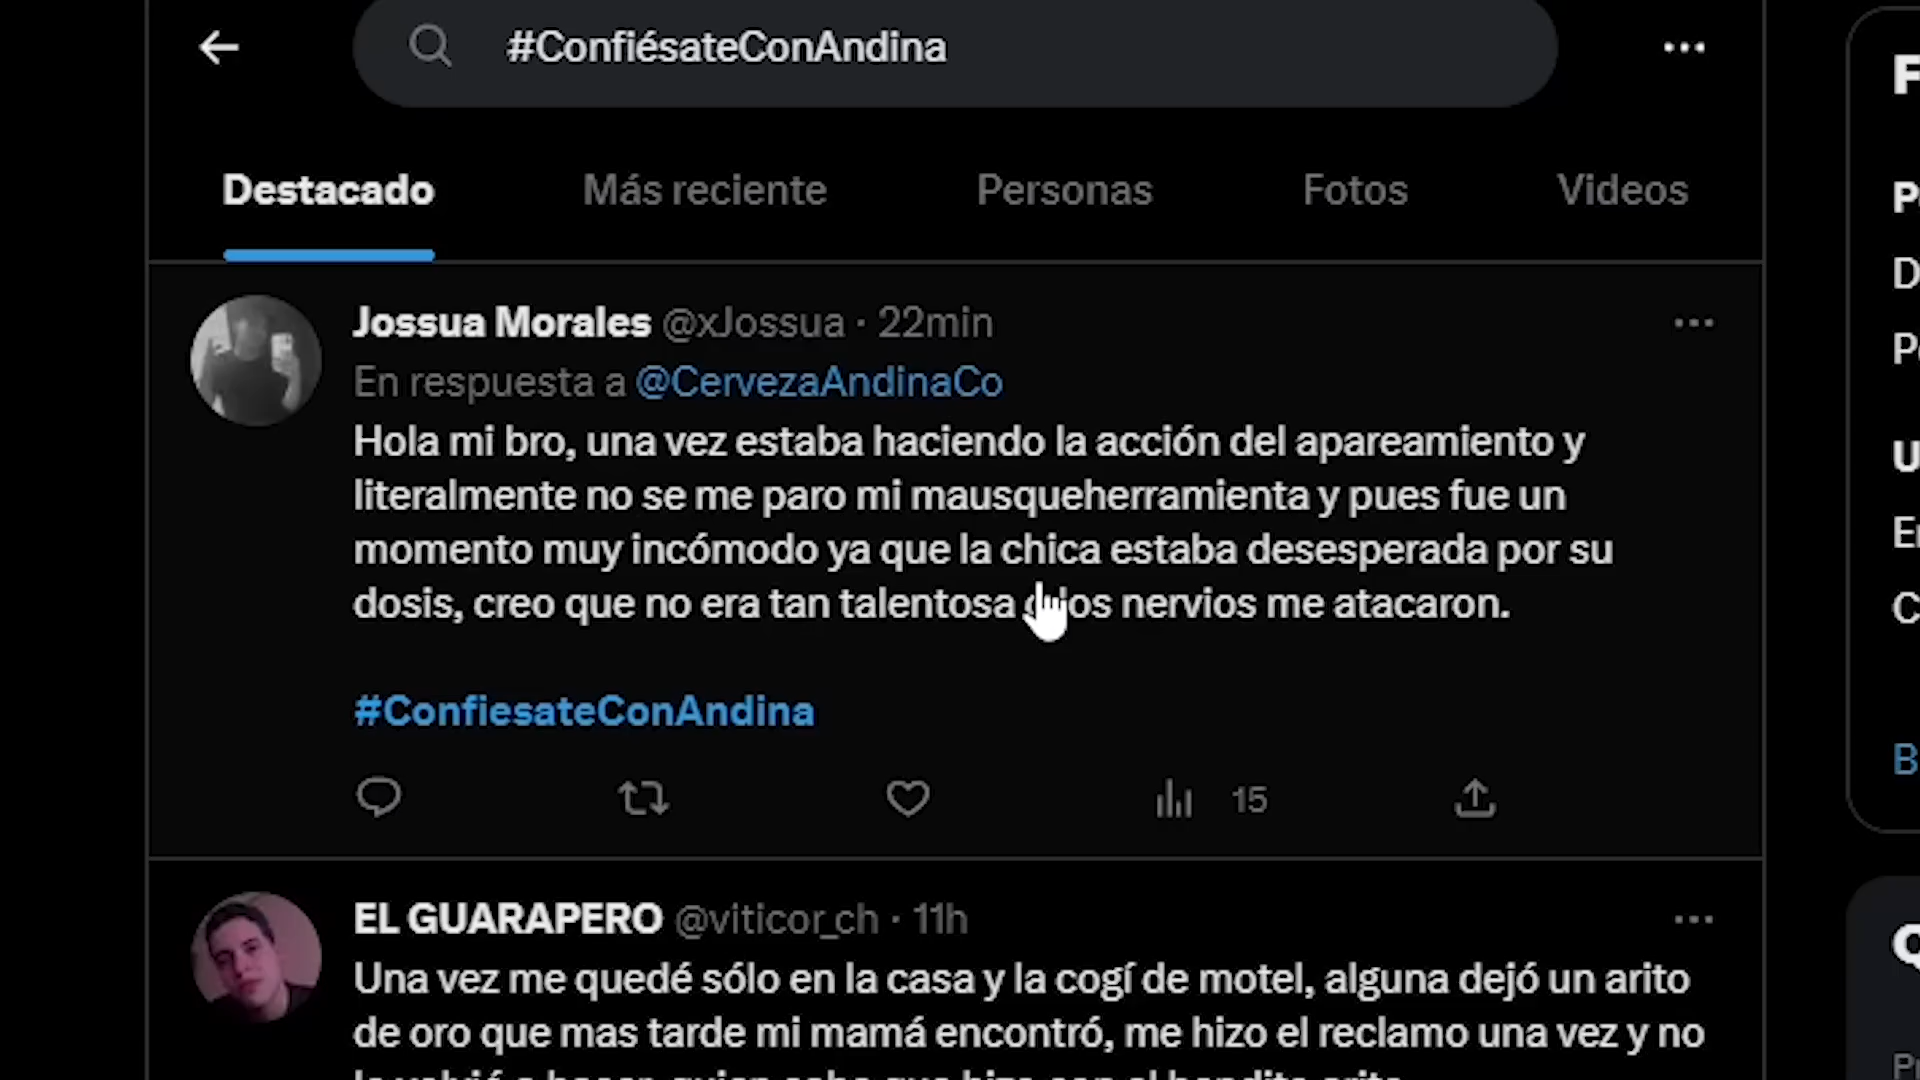 #ConfiésateConAndina
Destacado
Más reciente
Personas
Fotos
Videos
Jossua Morales @xJossua · 22min
En respuesta a @CervezaAndinaCo
Hola mi bro, una vez estaba haciendo la acción del apareamiento y
literalmente no se me paro mi mausqueherramienta y pues fue un
momento muy incómodo ya que la chica estaba desesperada por su
dosis, creo que no era tan talentosa los nervios me atacaron.
#ConfiesateConAndina
15
EL GUARAPERO @viticor_ch · 11h
Una vez me quedé sólo en la casa y la cogí de motel, alguna dejó un arito
de oro que mas tarde mi mamá encontró, me hizo el reclamo una vez y no